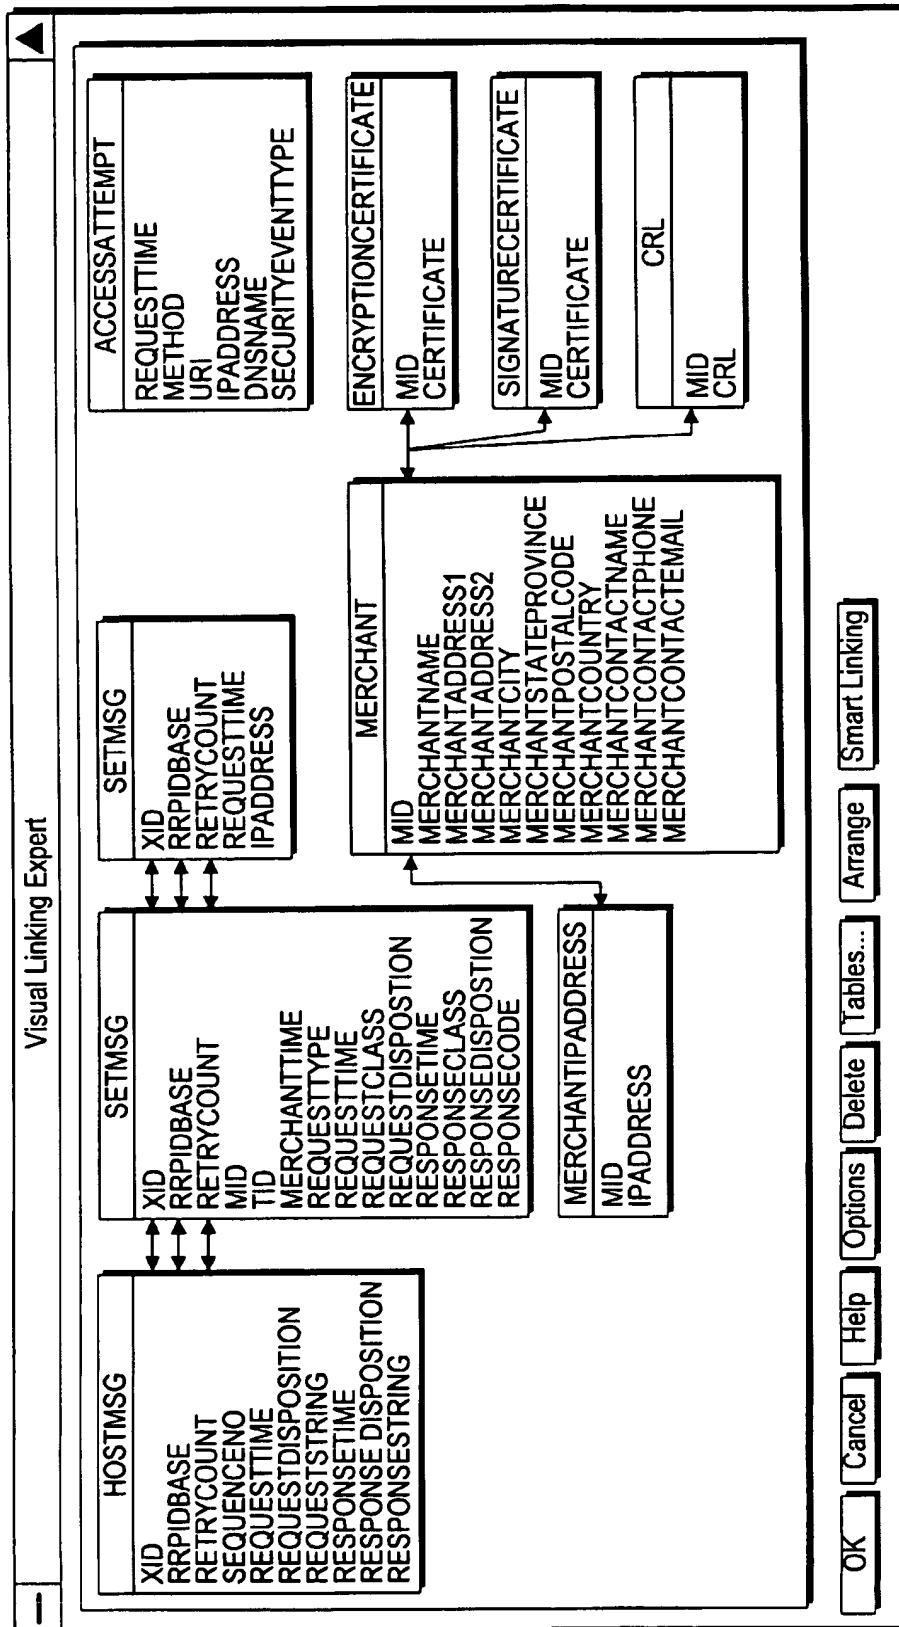 Visual Linking Expert
HOSTMSG
XID
RRPIDBASE
RETRYCOUNT
SEQUENCENO
REQUESTTIME
REQUESTDISPOSITION
REQUESTSTRING
RESPONSETIME
RESPONSE DISPOSITION
RESPONSESTRING
SETMSG
XID
RRPIDBASE
RETRYCOUNT
MID
TID
MERCHANTTIME
REQUESTTYPE
REQUESTTIME
REQUESTCLASS
REQUESTDISPOSTION
RESPONSETIME
RESPONSECLASS
RESPONSEDISPOSTION
RESPONSECODE
SETMSG
XID
RRPIDBASE
RETRYCOUNT
REQUESTTIME
IPADDRESS
ACCESSATTEMPT
REQUESTTIME
METHOD
URI
IPADDRESS
DNSNAME
SECURITYEVENTTYPE
MERCHANTIPADDRESS
MID
IPADDRESS
MERCHANT
MID
MERCHANTNAME
MERCHANTADDRESS1
MERCHANTADDRESS2
MERCHANTCITY
MERCHANTSTATEPROVINCE
MERCHANTPOSTALCODE
MERCHANTCOUNTRY
MERCHANTCONTACTNAME
MERCHANTCONTACTPHONE
MERCHANTCONTACTEMAIL
ENCRYPTIONCERTIFICATE
MID
CERTIFICATE
SIGNATURECERTIFICATE
MID
CERTIFICATE
CRL
MID
CRL
OK
Cancel
Help
Options
Delete
Tables...
Arrange
Smart Linking